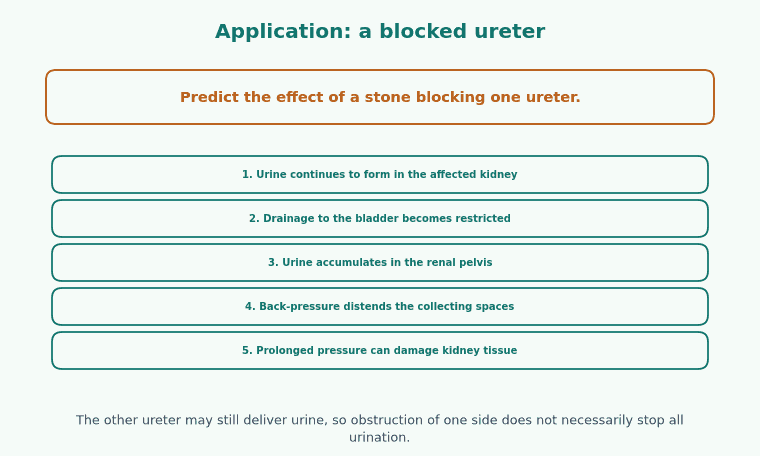 Application: a blocked ureter
Predict the effect of a stone blocking one ureter.
1. Urine continues to form in the affected kidney
2. Drainage to the bladder becomes restricted
3. Urine accumulates in the renal pelvis
4. Back-pressure distends the collecting spaces
5. Prolonged pressure can damage kidney tissue
The other ureter may still deliver urine, so obstruction of one side does not necessarily stop all
urination.